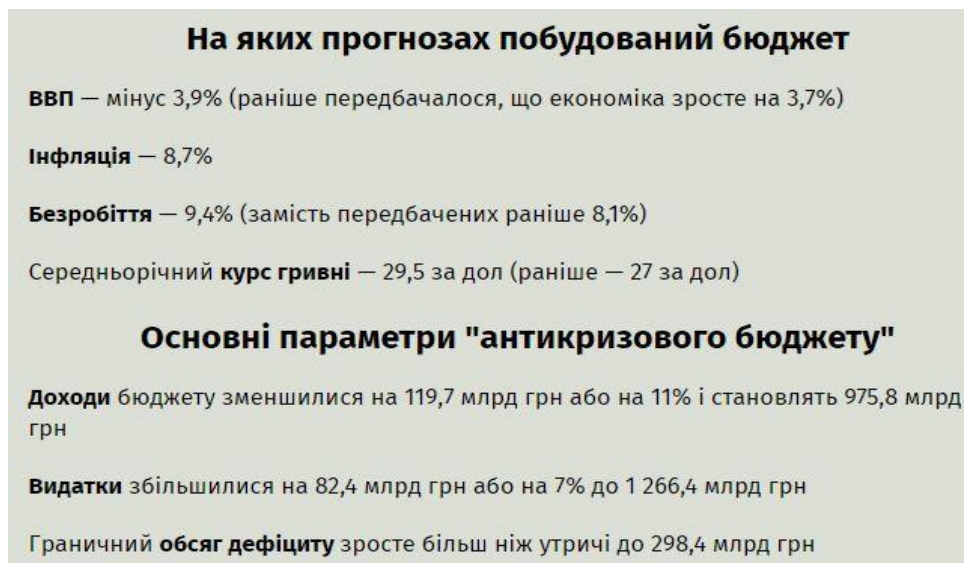 На яких прогнозах побудований бюджет
ВВП — мінус 3,9% (раніше передбачалося, що економіка зросте на 3,7%)
Інфляція — 8,7%
Безробіття — 9,4% (замість передбачених раніше 8,1%)
Середньорічний курс гривні — 29,5 за дол (раніше — 27 за дол)
Основні параметри "антикризового бюджету"
Доходи бюджету зменшилися на 119,7 млрд грн або на 11% і становлять 975,8 млрд
грн
Видатки збільшилися на 82,4 млрд грн або на 7% до 1 266,4 млрд грн
Граничний обсяг дефіциту зросте більш ніж утричі до 298,4 млрд грн